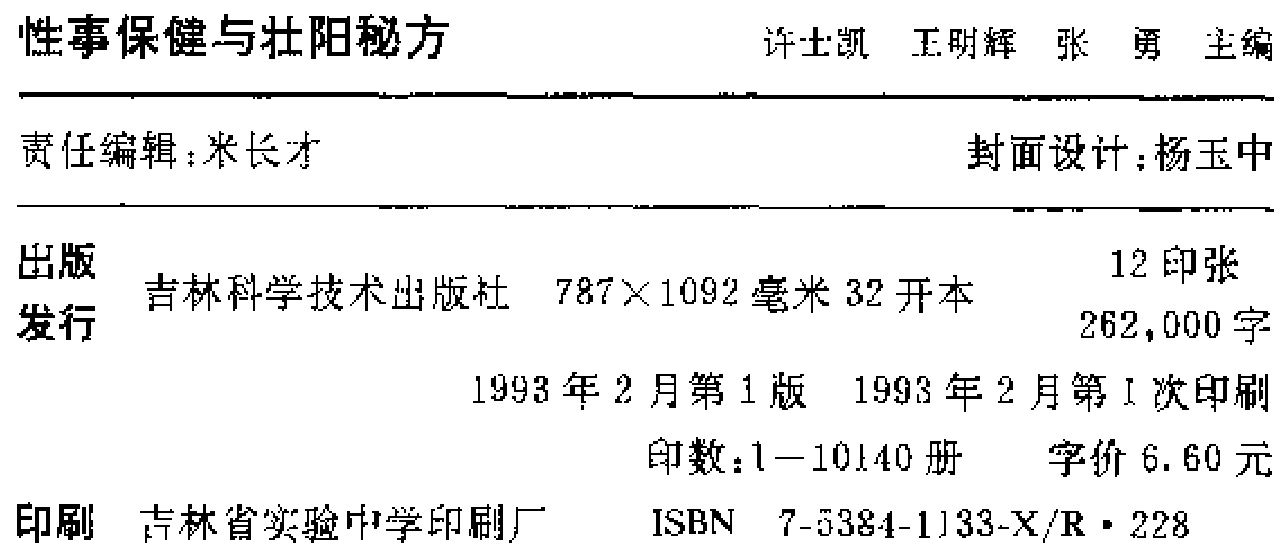 性事保健与壮阳秘方 许士凯 王明辉 张 勇 主编
责任编辑:米长才 封面设计:杨玉中
出版 12 印张
吉林科学技术出版社 787×1092 毫米 32 开本
发行 262,000 字
1993 年 2 月第 1 版 1993 年 2 月第 1 次印刷
印数:1—10140 册 字价 6.60 元
印刷 吉林省实验中学印刷厂 ISBN 7-5384-1133-X/R·228